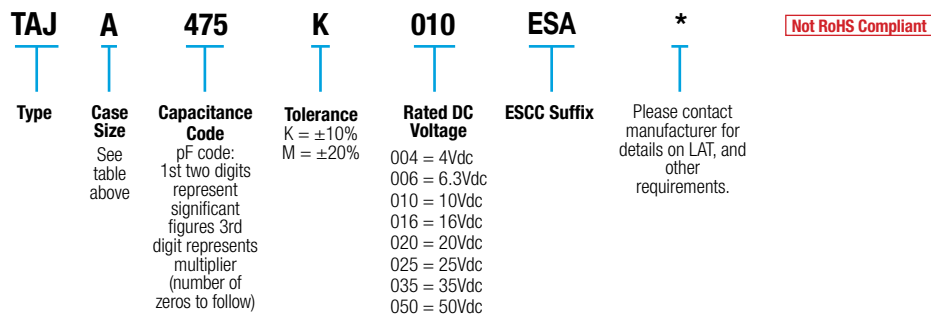 TAJ A 475 K 010 ESA * Not RoHS Compliant
Type
Case
Size
See
table
above
Capacitance
Code
pF code:
1st two digits
represent
significant
figures 3rd
digit represents
multiplier
(number of
zeros to follow)
Tolerance
K = ±10%
M = ±20%
Rated DC
Voltage
004 = 4Vdc
006 = 6.3Vdc
010 = 10Vdc
016 = 16Vdc
020 = 20Vdc
025 = 25Vdc
035 = 35Vdc
050 = 50Vdc
ESCC Suffix
Please contact
manufacturer for
details on LAT, and
other
requirements.